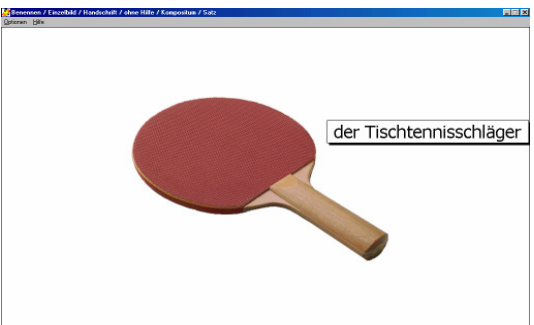 Benennen / Einzelbild / Handschrift / ohne Hilfe / Kompositum / Satz
Optionen Hilfe
der Tischtennisschläger